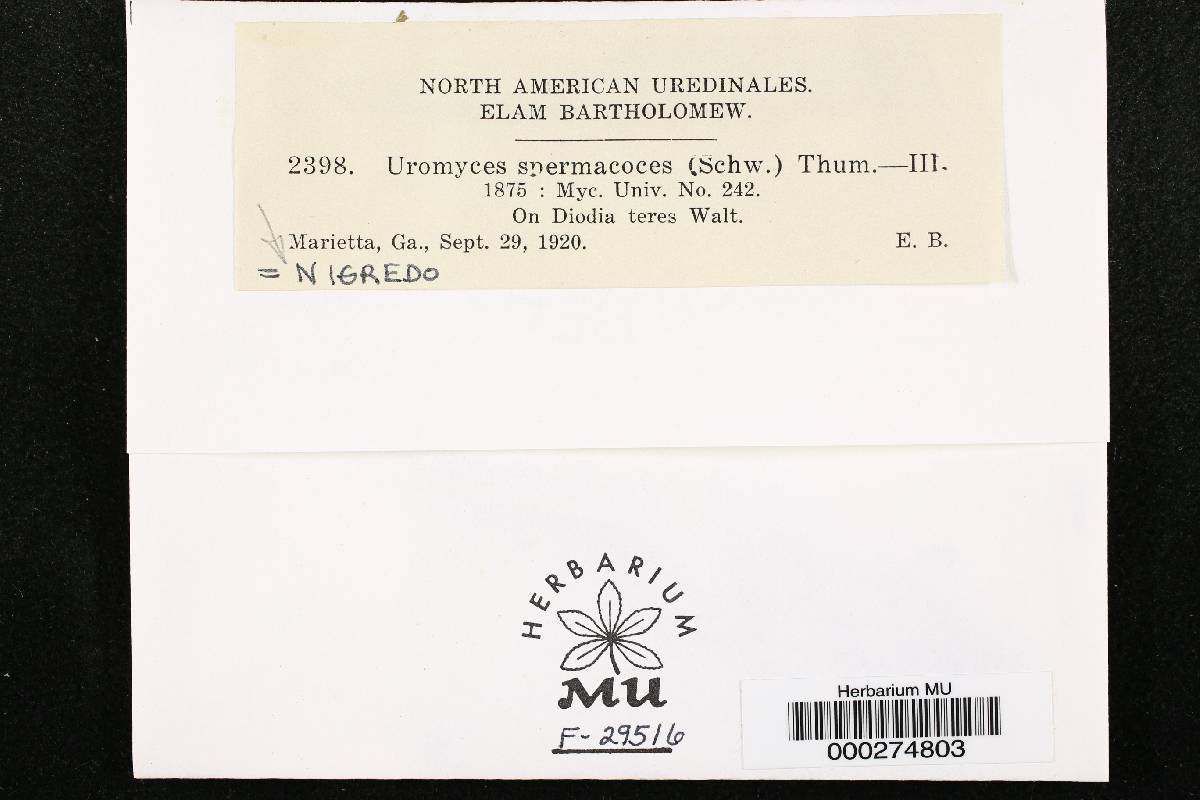 NORTH AMERICAN UREDINALES.
ELAM BARTHOLOMEW.
2398. Uromyces spermacoces (Schw.) Thum.—III.
1875 : Myc. Univ. No. 242.
On Diodia teres Walt.
Marietta, Ga., Sept. 29, 1920. E. B.
= NIGREDO
HERBARIUM
MU
F-29516
Herbarium MU
000274803